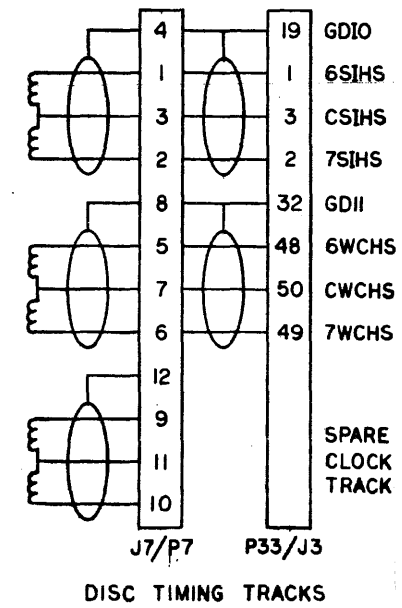 4 19 GDIO
1 1 6SIHS
3 3 CSIHS
2 2 7SIHS
8 32 GDII
5 48 6WCHS
7 50 CWCHS
6 49 7WCHS
12
9
SPARE
11 CLOCK
TRACK
10
J7/P7 P33/J3
DISC TIMING TRACKS